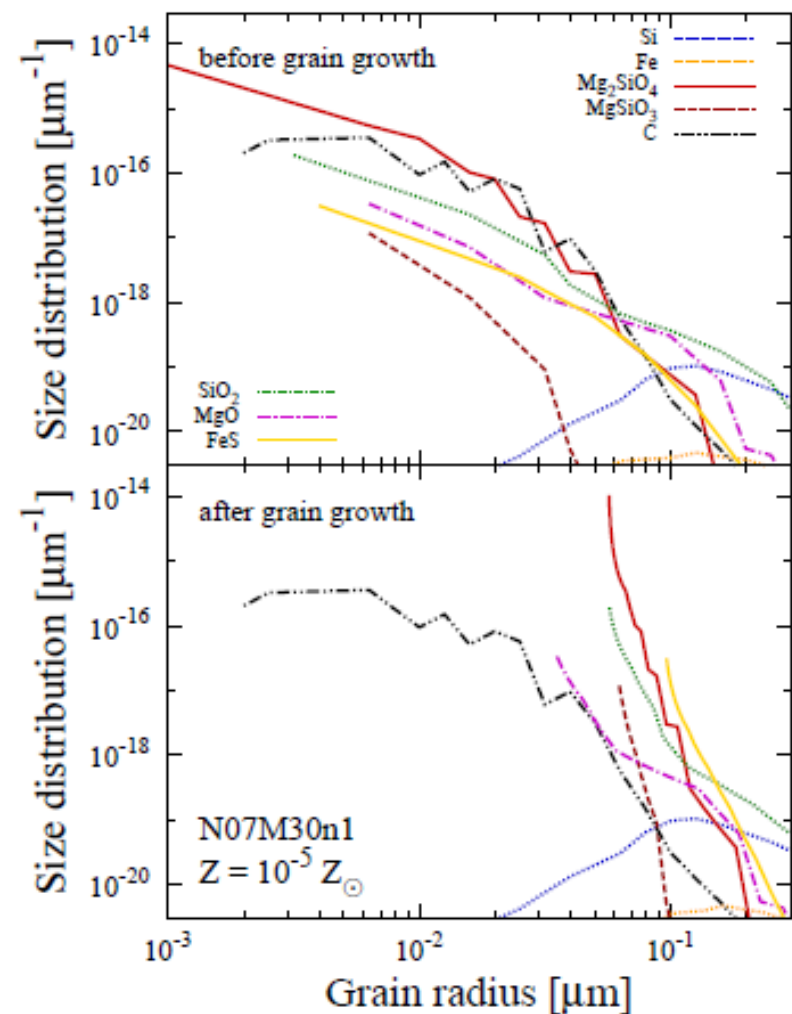 before grain growth
Si
Fe
Mg₂SiO₄
MgSiO₃
C
10⁻¹⁴
10⁻¹⁶
10⁻¹⁸
10⁻²⁰
Size distribution [μm⁻¹]
SiO₂
MgO
FeS
after grain growth
10⁻¹⁴
10⁻¹⁶
10⁻¹⁸
10⁻²⁰
Size distribution [μm⁻¹]
N07M30n1
Z = 10⁻⁵ Z☉
10⁻³
10⁻²
10⁻¹
Grain radius [μm]